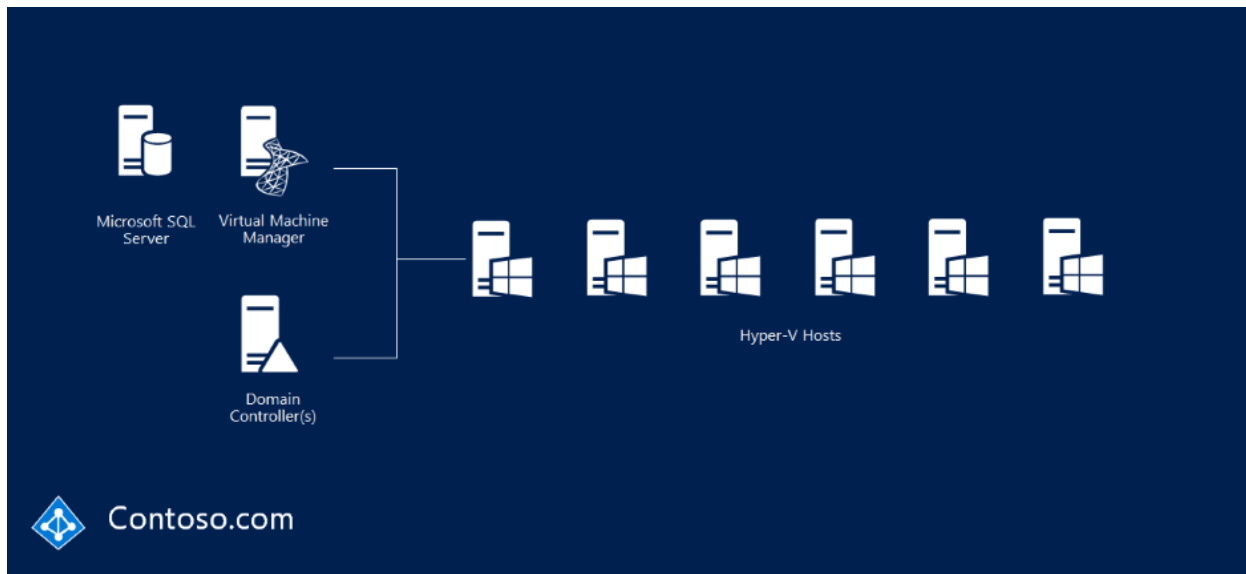 Microsoft SQL
Server
Virtual Machine
Manager
Hyper-V Hosts
Domain
Controller(s)
Contoso.com